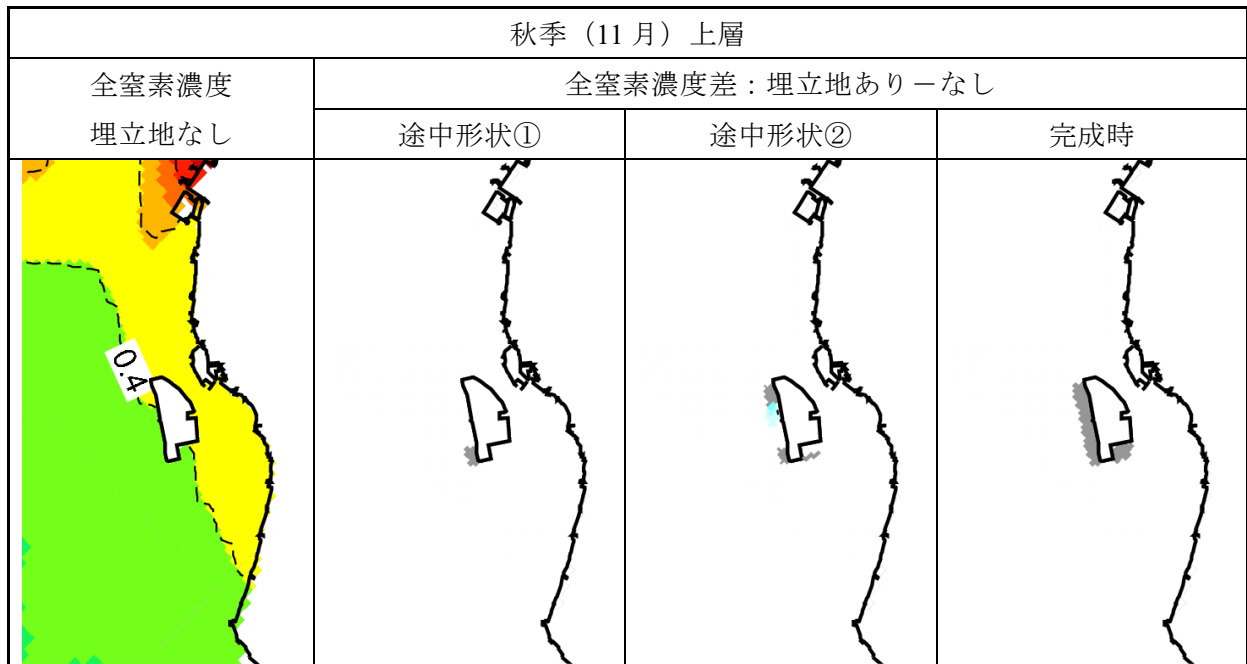 秋季（11月）上層
全窒素濃度
埋立地なし
全窒素濃度差：埋立地あり－なし
途中形状①
途中形状②
完成時
0.4